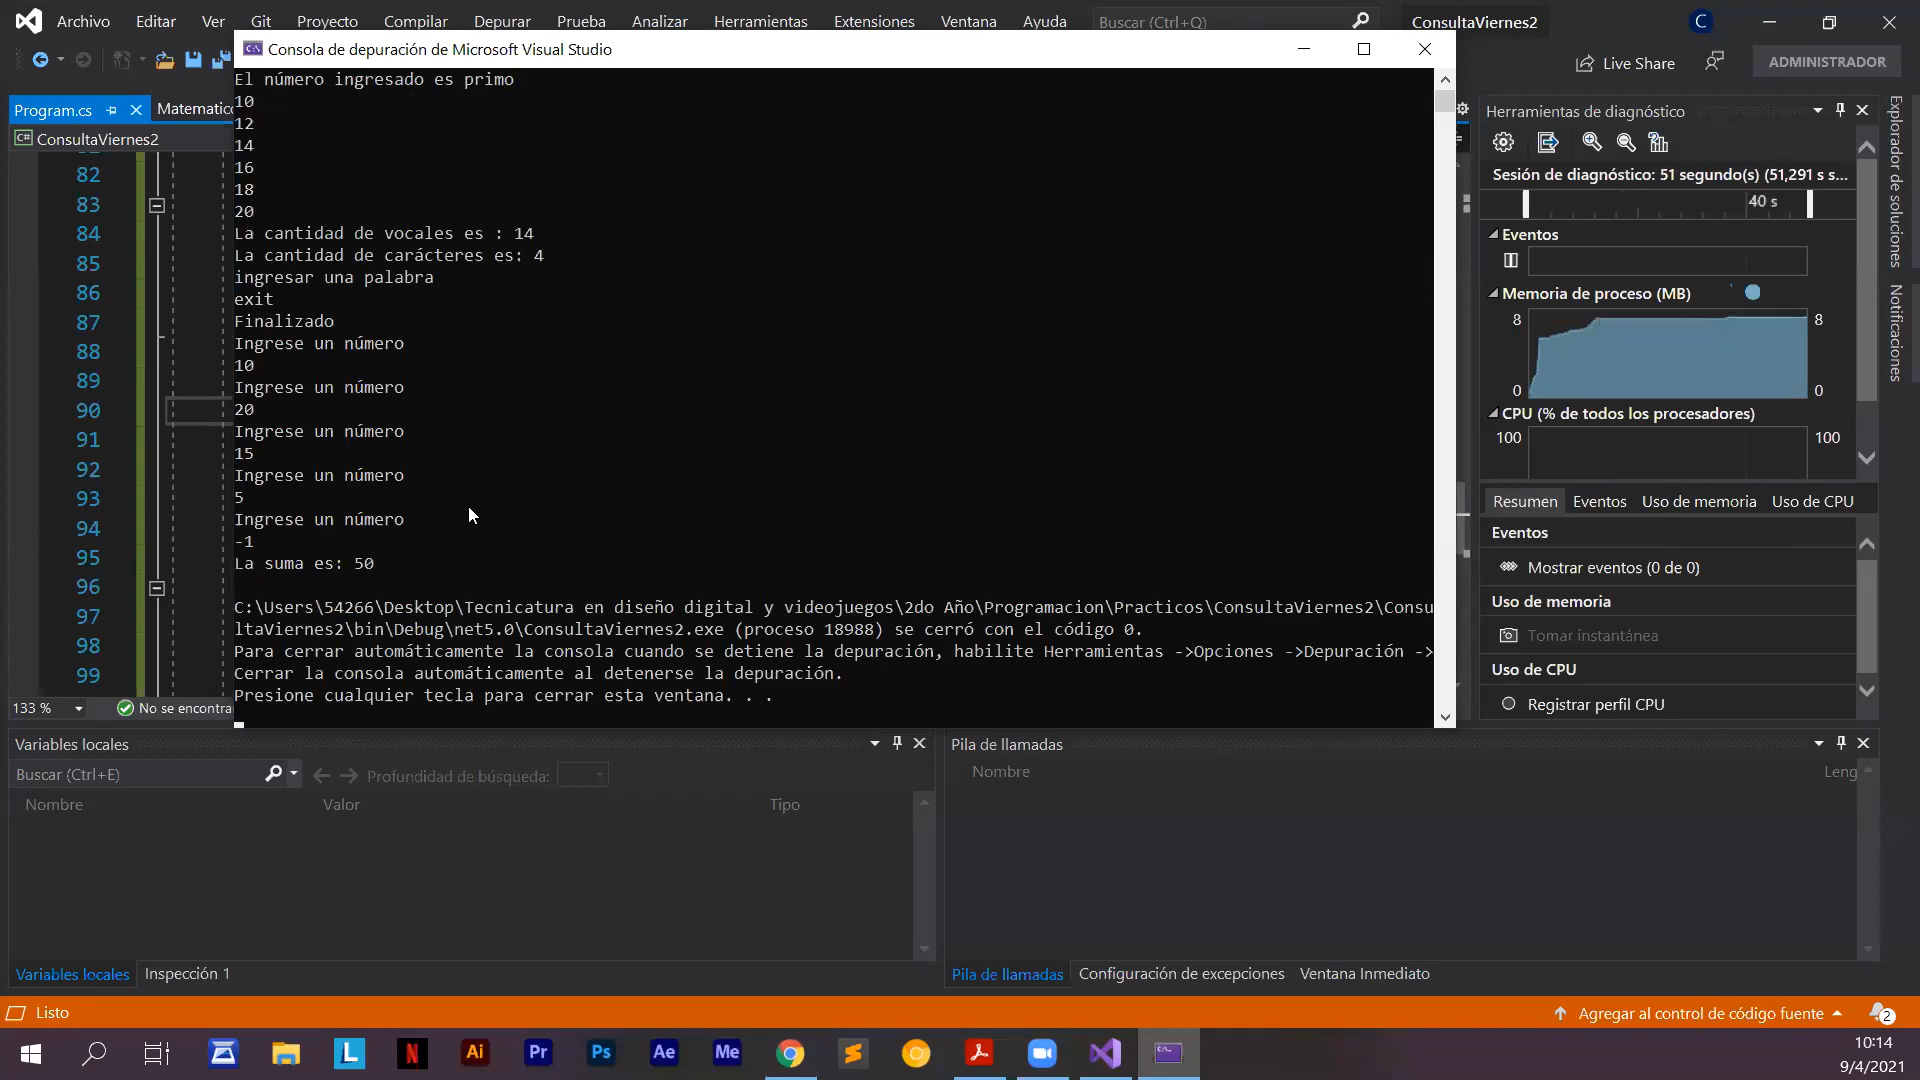 Archivo Editar Ver Git Proyecto Compilar Depurar Prueba Analizar Herramientas Extensiones Ventana Ayuda Buscar (Ctrl+Q) ConsultaViernes2 C
Consola de depuración de Microsoft Visual Studio
Live Share ADMINISTRADOR
Program.cs Matematico
ConsultaViernes2
82
83
84
85
86
87
88
89
90
91
92
93
94
95
96
97
98
99
133 % No se encontra
El número ingresado es primo
10
12
14
16
18
20
La cantidad de vocales es : 14
La cantidad de carácteres es: 4
ingresar una palabra
exit
Finalizado
Ingrese un número
10
Ingrese un número
20
Ingrese un número
15
Ingrese un número
5
Ingrese un número
-1
La suma es: 50
C:\Users\54266\Desktop\Tecnicatura en diseño digital y videojuegos\2do Año\Programacion\Practicos\ConsultaViernes2\Consu
ltaViernes2\bin\Debug\net5.0\ConsultaViernes2.exe (proceso 18988) se cerró con el código 0.
Para cerrar automáticamente la consola cuando se detiene la depuración, habilite Herramientas ->Opciones ->Depuración ->
Cerrar la consola automáticamente al detenerse la depuración.
Presione cualquier tecla para cerrar esta ventana. . .
Herramientas de diagnóstico
Sesión de diagnóstico: 51 segundo(s) (51,291 s s...
40 s
Eventos
Memoria de proceso (MB)
8 8
0 0
CPU (% de todos los procesadores)
100 100
Resumen Eventos Uso de memoria Uso de CPU
Eventos
Mostrar eventos (0 de 0)
Uso de memoria
Tomar instantánea
Uso de CPU
Registrar perfil CPU
Explorador de soluciones
Notificaciones
Variables locales
Buscar (Ctrl+E) Profundidad de búsqueda:
Nombre Valor Tipo
Variables locales Inspección 1
Pila de llamadas
Nombre Leng
Pila de llamadas Configuración de excepciones Ventana Inmediato
Listo Agregar al control de código fuente 2
L N Ai Pr Ps Ae Me
10:14
9/4/2021